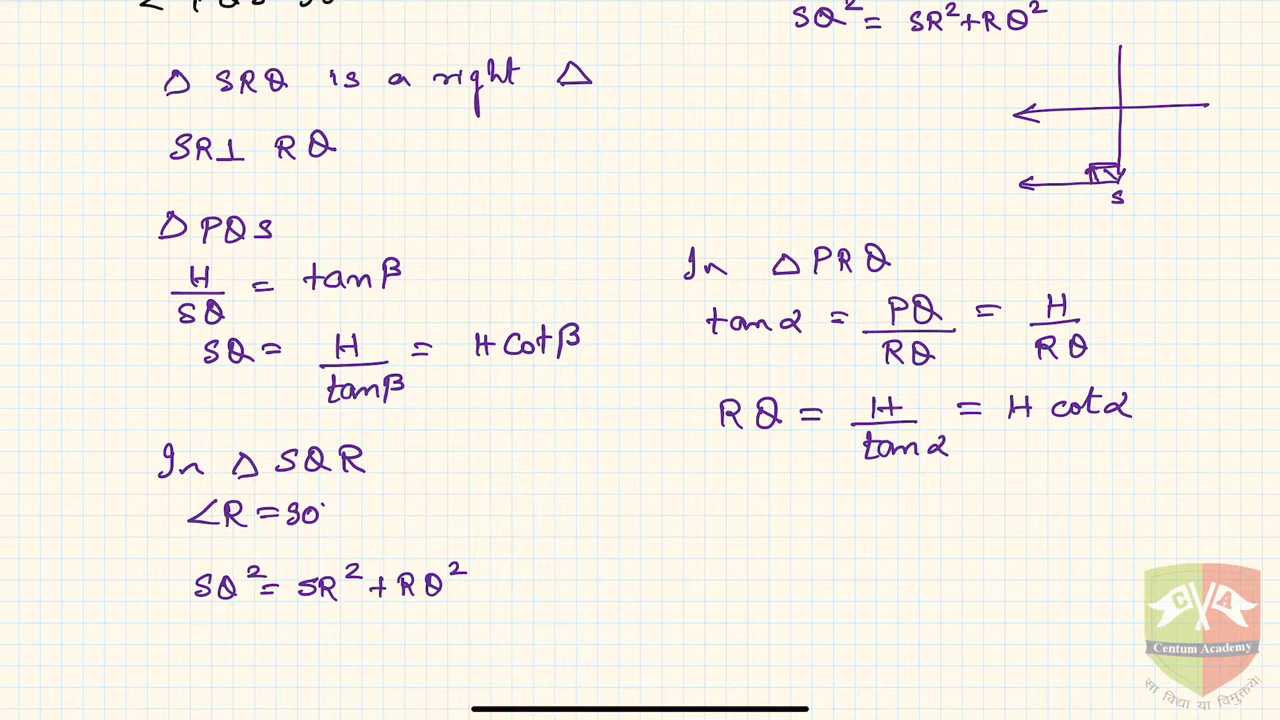 SQ² = SR² + RQ²
Δ SRQ is a right Δ
SR ⊥ RQ
Δ PQS
H/SQ = tan β
SQ = H/tan β = H Cot β
In Δ SQR
∠R = 90°
SQ² = SR² + RQ²
S
In Δ PRQ
tan α = PQ/RQ = H/RQ
RQ = H/tan α = H cot α
C A
Centum Academy
सा विद्या या विमुक्तये।